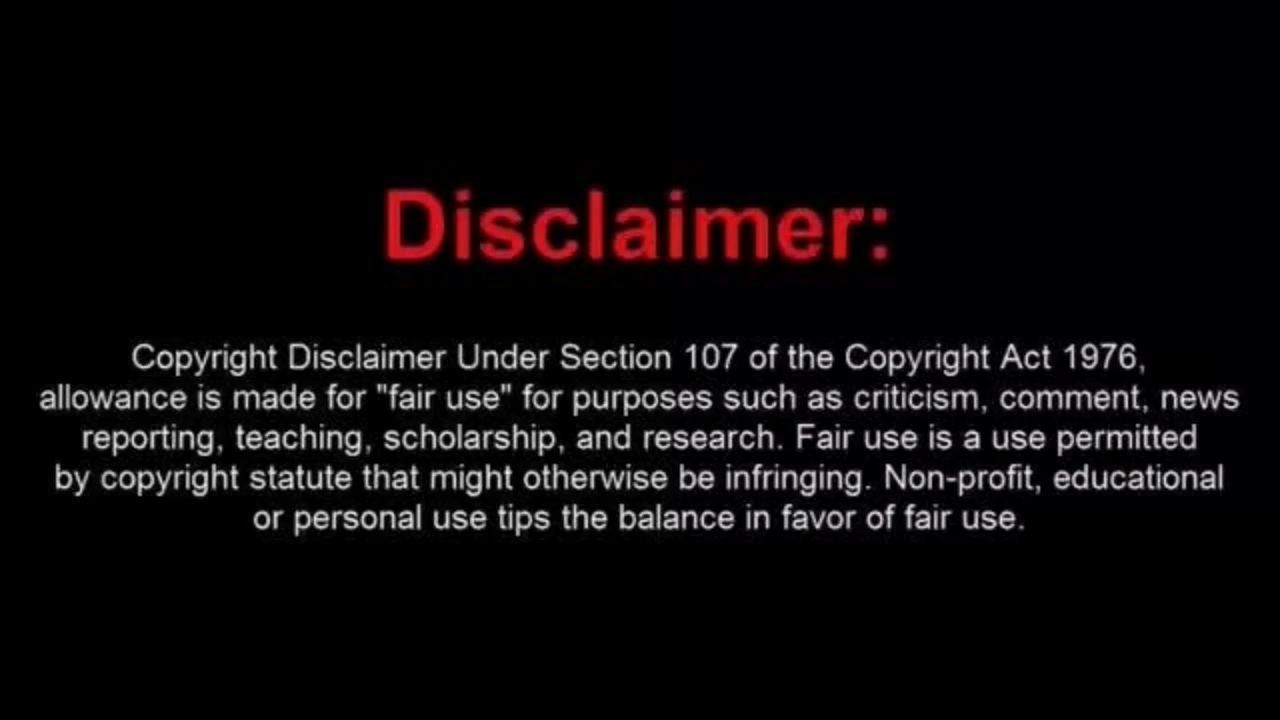 Disclaimer:
Copyright Disclaimer Under Section 107 of the Copyright Act 1976,
allowance is made for "fair use" for purposes such as criticism, comment, news
reporting, teaching, scholarship, and research. Fair use is a use permitted
by copyright statute that might otherwise be infringing. Non-profit, educational
or personal use tips the balance in favor of fair use.